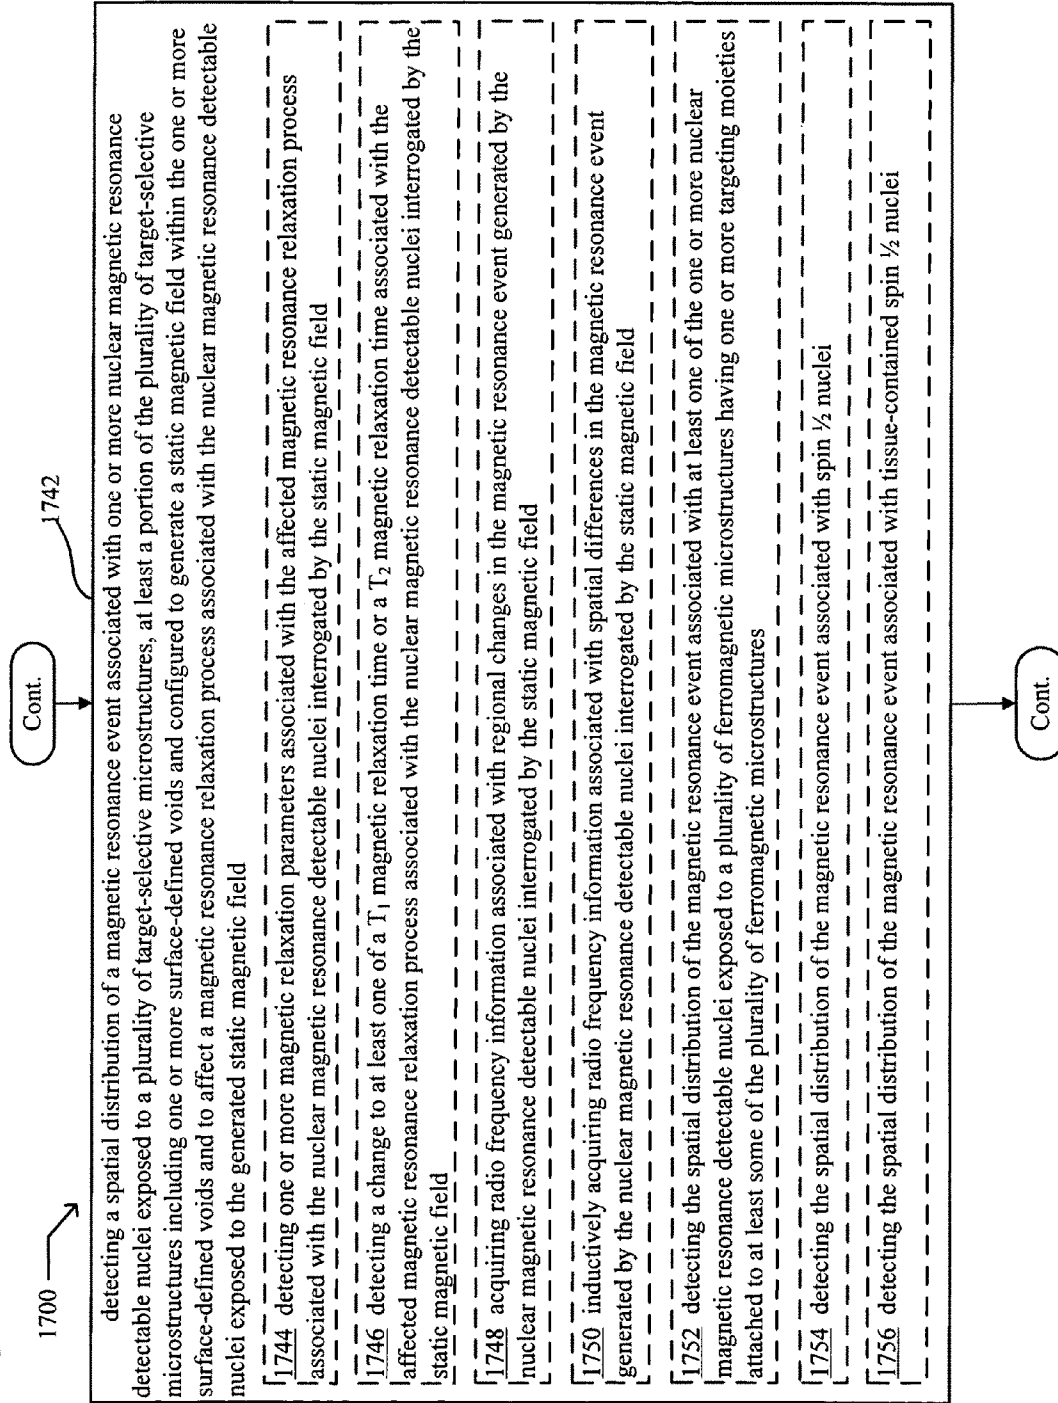 1700
Cont.
1742
detecting a spatial distribution of a magnetic resonance event associated with one or more nuclear magnetic resonance
detectable nuclei exposed to a plurality of target-selective microstructures, at least a portion of the plurality of target-selective
microstructures including one or more surface-defined voids and configured to generate a static magnetic field within the one or more
surface-defined voids and to affect a magnetic resonance relaxation process associated with the nuclear magnetic resonance detectable
nuclei exposed to the generated static magnetic field
1744 detecting one or more magnetic relaxation parameters associated with the affected magnetic resonance relaxation process
associated with the nuclear magnetic resonance detectable nuclei interrogated by the static magnetic field
1746 detecting a change to at least one of a T₁ magnetic relaxation time or a T₂ magnetic relaxation time associated with the
affected magnetic resonance relaxation process associated with the nuclear magnetic resonance detectable nuclei interrogated by the
static magnetic field
1748 acquiring radio frequency information associated with regional changes in the magnetic resonance event generated by the
nuclear magnetic resonance detectable nuclei interrogated by the static magnetic field
1750 inductively acquiring radio frequency information associated with spatial differences in the magnetic resonance event
generated by the nuclear magnetic resonance detectable nuclei interrogated by the static magnetic field
1752 detecting the spatial distribution of the magnetic resonance event associated with at least one of the one or more nuclear
magnetic resonance detectable nuclei exposed to a plurality of ferromagnetic microstructures having one or more targeting moieties
attached to at least some of the plurality of ferromagnetic microstructures
1754 detecting the spatial distribution of the magnetic resonance event associated with spin ½ nuclei
1756 detecting the spatial distribution of the magnetic resonance event associated with tissue-contained spin ½ nuclei
Cont.